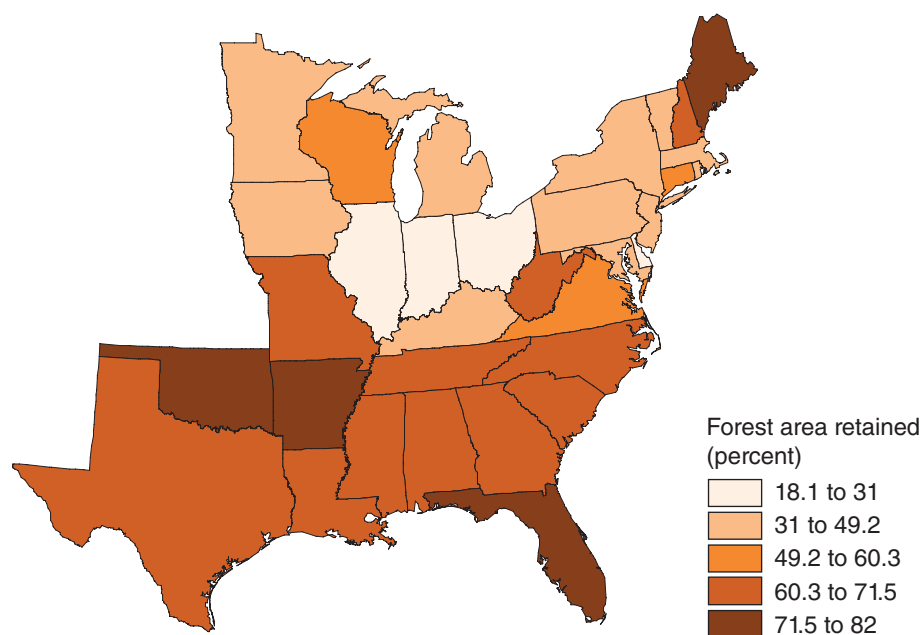 Forest area retained
(percent)
18.1 to 31
31 to 49.2
49.2 to 60.3
60.3 to 71.5
71.5 to 82